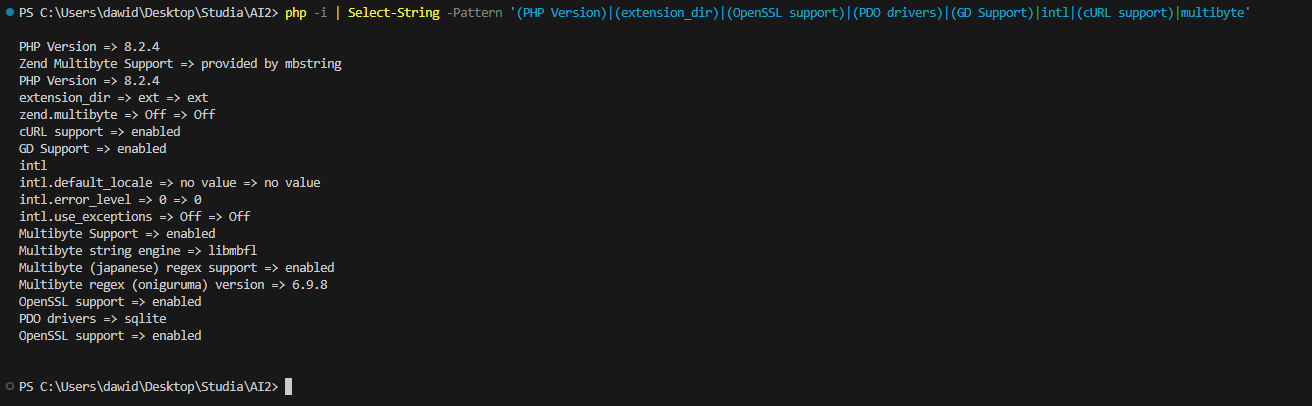 PS C:\Users\dawid\Desktop\Studia\AI2> php -i | Select-String -Pattern '(PHP Version)|(extension_dir)|(OpenSSL support)|(PDO drivers)|(GD Support)|intl|(cURL support)|multibyte'
PHP Version => 8.2.4
Zend Multibyte Support => provided by mbstring
PHP Version => 8.2.4
extension_dir => ext => ext
zend.multibyte => Off => Off
cURL support => enabled
GD Support => enabled
intl
intl.default_locale => no value => no value
intl.error_level => 0 => 0
intl.use_exceptions => Off => Off
Multibyte Support => enabled
Multibyte string engine => libmbfl
Multibyte (japanese) regex support => enabled
Multibyte regex (oniguruma) version => 6.9.8
OpenSSL support => enabled
PDO drivers => sqlite
OpenSSL support => enabled
PS C:\Users\dawid\Desktop\Studia\AI2>